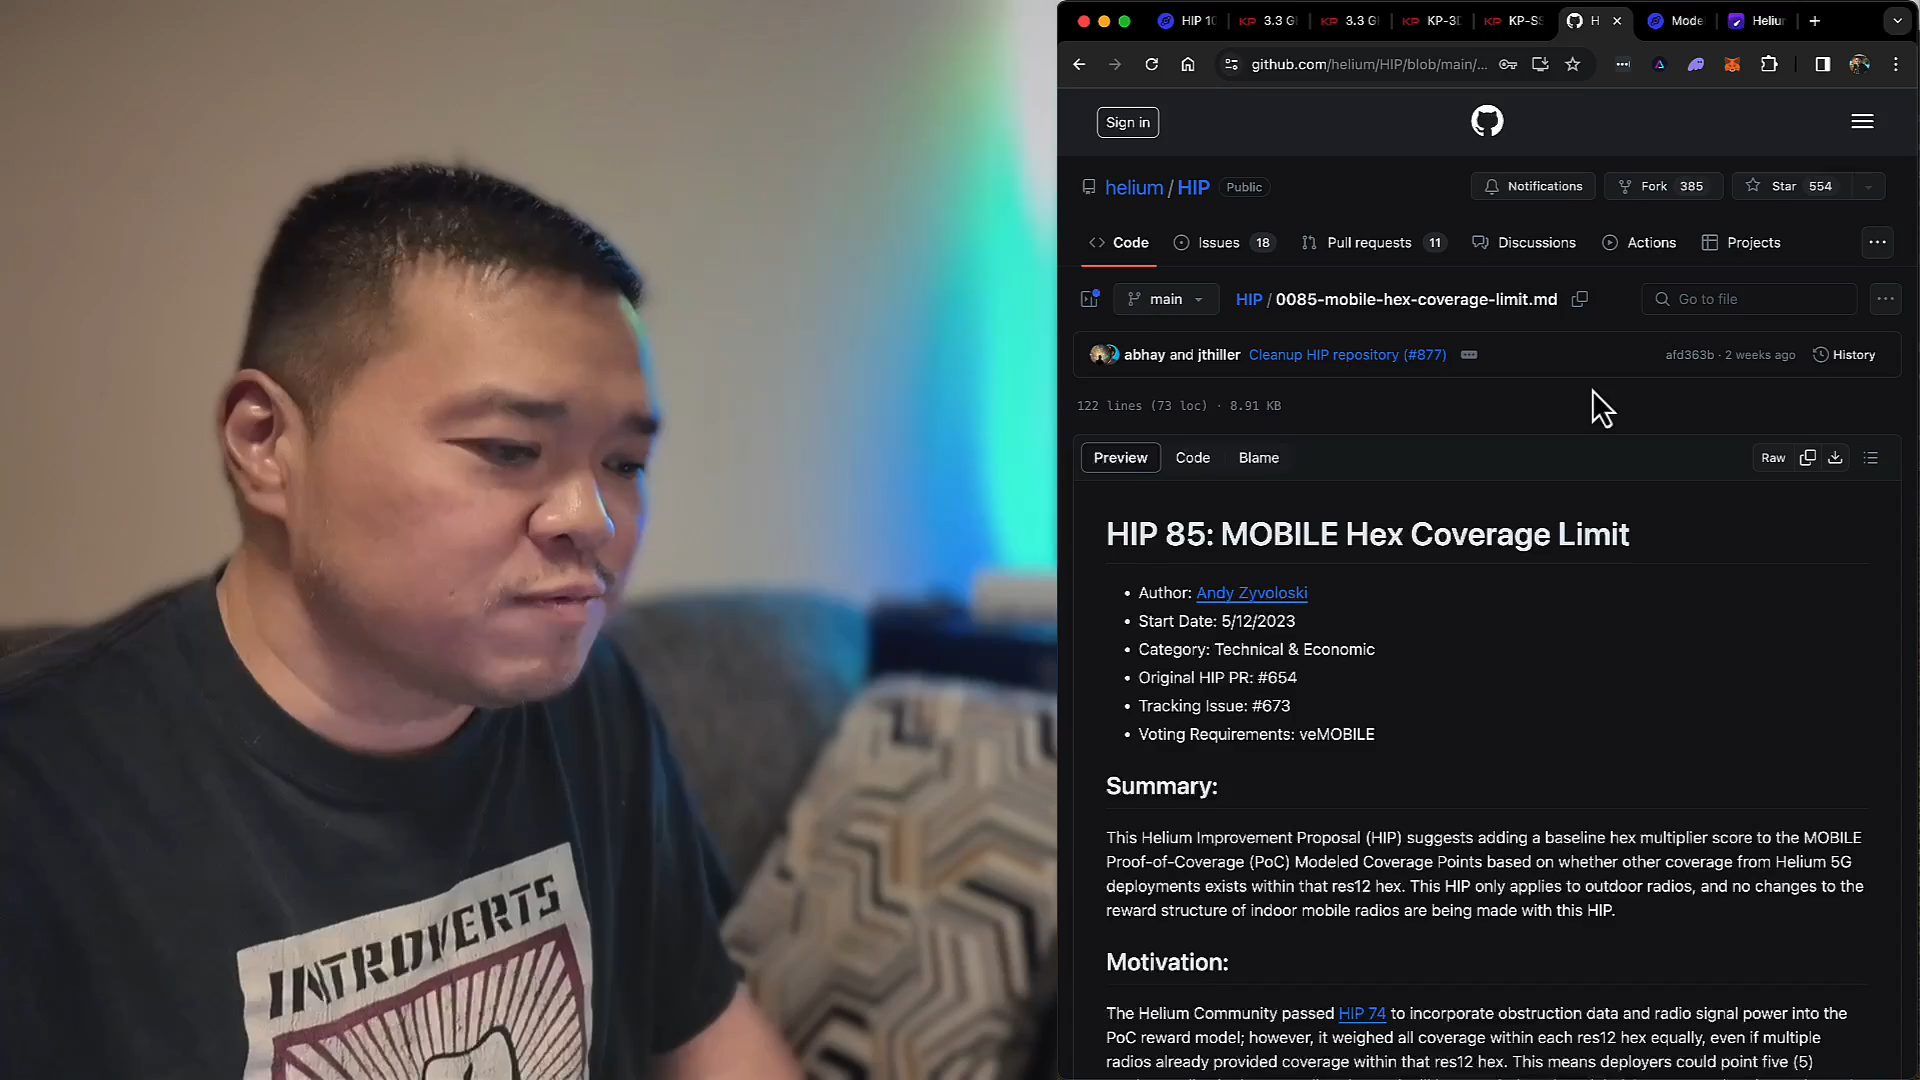 HIP 10
3.3 G
3.3 G
KP-3D
KP-SS
H
Mode
Helium
github.com/helium/HIP/blob/main/...
Sign in
helium / HIP Public
Notifications
Fork 385
Star 554
Code
Issues 18
Pull requests 11
Discussions
Actions
Projects
main
HIP / 0085-mobile-hex-coverage-limit.md
Go to file
abhay and jthiller Cleanup HIP repository (#877)
afd363b · 2 weeks ago
History
122 lines (73 loc) · 8.91 KB
Preview
Code
Blame
Raw
HIP 85: MOBILE Hex Coverage Limit
• Author: Andy Zyvoloski
• Start Date: 5/12/2023
• Category: Technical & Economic
• Original HIP PR: #654
• Tracking Issue: #673
• Voting Requirements: veMOBILE
Summary:
This Helium Improvement Proposal (HIP) suggests adding a baseline hex multiplier score to the MOBILE
Proof-of-Coverage (PoC) Modeled Coverage Points based on whether other coverage from Helium 5G
deployments exists within that res12 hex. This HIP only applies to outdoor radios, and no changes to the
reward structure of indoor mobile radios are being made with this HIP.
Motivation:
The Helium Community passed HIP 74 to incorporate obstruction data and radio signal power into the
PoC reward model; however, it weighed all coverage within each res12 hex equally, even if multiple
radios already provided coverage within that res12 hex. This means deployers could point five (5)
INTROVERTS